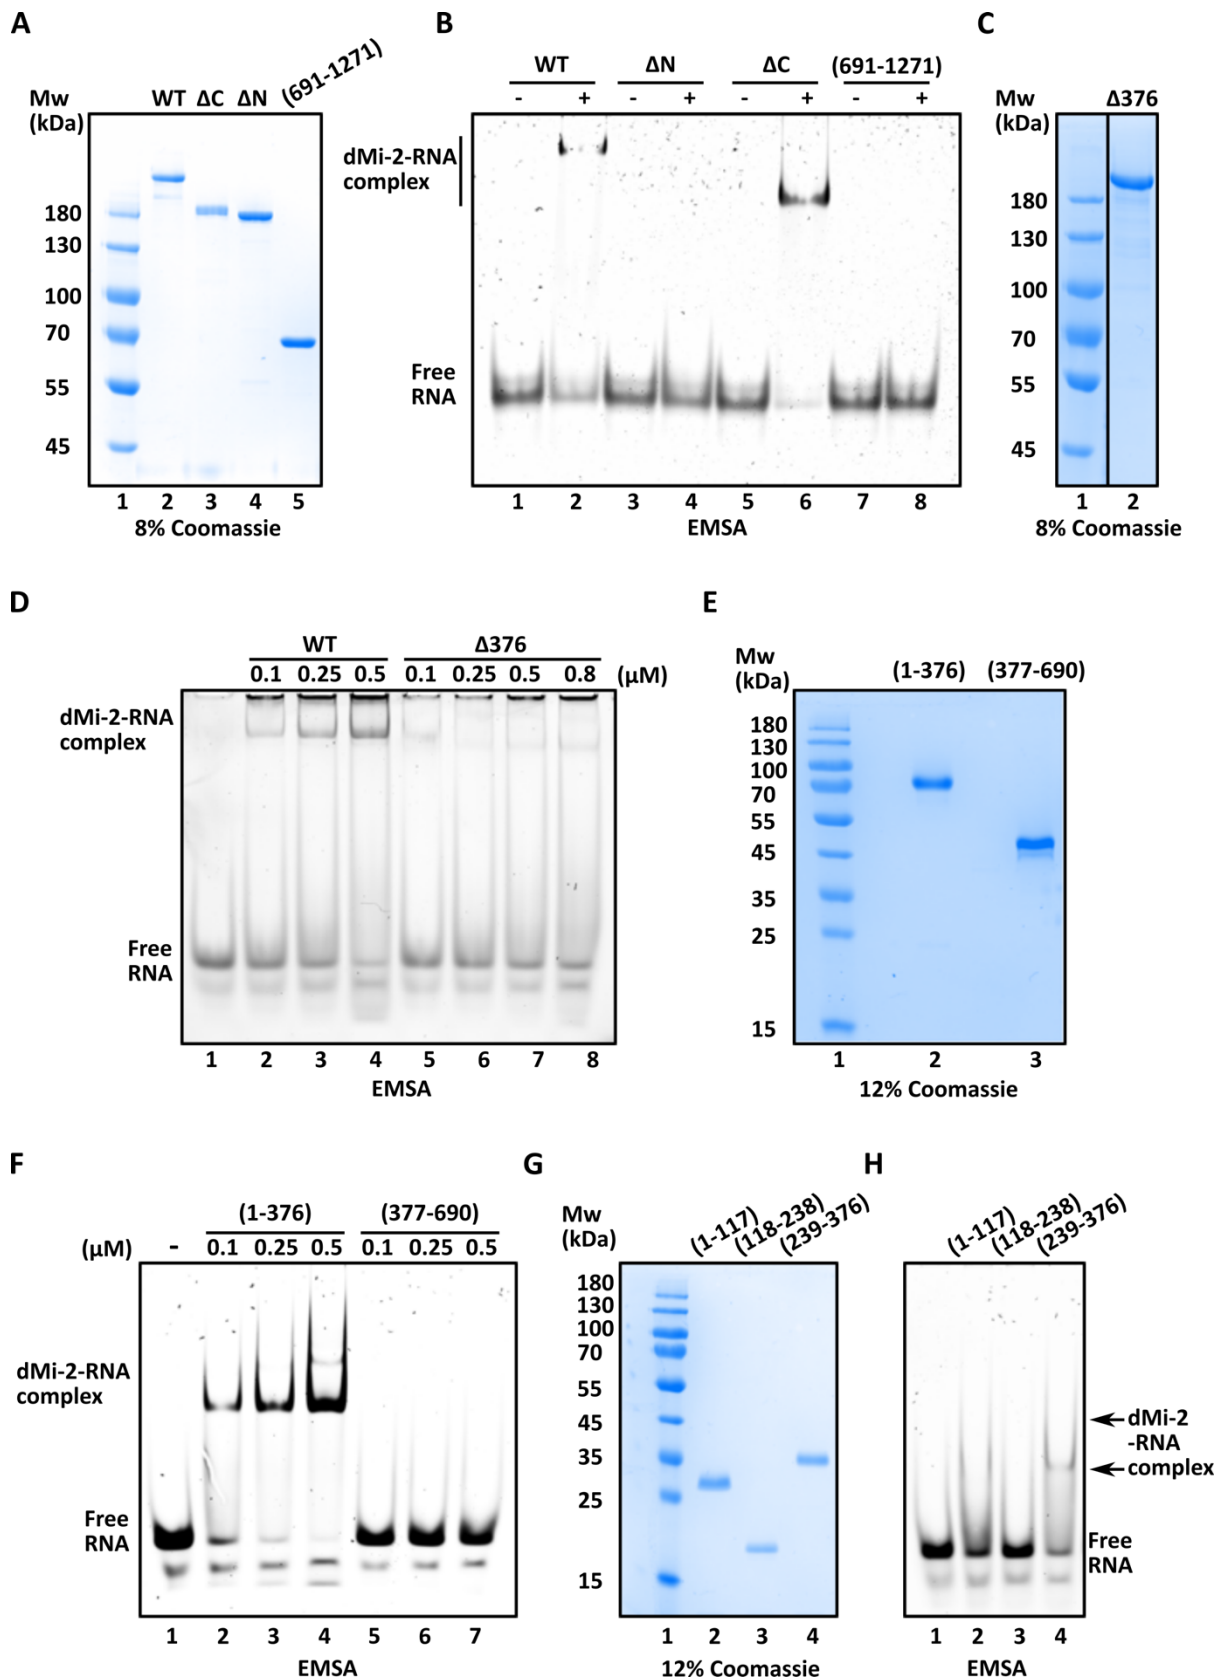 A
Mw
(kDa)
WT ΔC ΔN (691-1271)
180
130
100
70
55
45
1 2 3 4 5
8% Coomassie
B
WT ΔN ΔC (691-1271)
- + - + - + - +
dMi-2-RNA
complex
Free
RNA
1 2 3 4 5 6 7 8
EMSA
C
Mw
(kDa)
Δ376
180
130
100
70
55
45
1 2
8% Coomassie
D
WT Δ376
0.1 0.25 0.5 0.1 0.25 0.5 0.8 (μM)
dMi-2-RNA
complex
Free
RNA
1 2 3 4 5 6 7 8
EMSA
E
Mw
(kDa)
(1-376) (377-690)
180
130
100
70
55
45
35
25
15
1 2 3
12% Coomassie
F
(1-376) (377-690)
(μM) - 0.1 0.25 0.5 0.1 0.25 0.5
dMi-2-RNA
complex
Free
RNA
1 2 3 4 5 6 7
EMSA
G
Mw
(kDa)
(1-117) (118-238) (239-376)
180
130
100
70
55
45
35
25
15
1 2 3 4
12% Coomassie
H
(1-117) (118-238) (239-376)
dMi-2
-RNA
complex
Free
RNA
1 2 3 4
EMSA